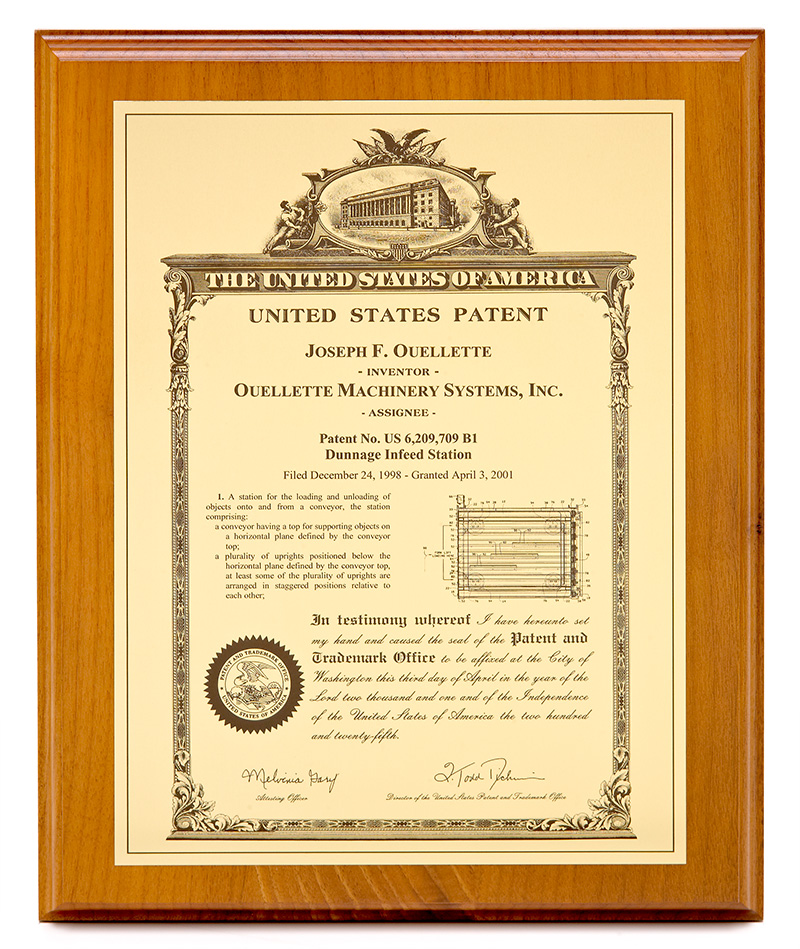 THE UNITED STATES OF AMERICA
UNITED STATES PATENT
JOSEPH F. OUELLETTE
- INVENTOR -
OUELLETTE MACHINERY SYSTEMS, INC.
- ASSIGNEE -
Patent No. US 6,209,709 B1
Dunnage Infeed Station
Filed December 24, 1998 - Granted April 3, 2001
1. A station for the loading and unloading of
objects onto and from a conveyor, the station
comprising:
a conveyor having a top for supporting objects on
a horizontal plane defined by the conveyor
top;
a plurality of uprights positioned below the
horizontal plane defined by the conveyor top,
at least some of the plurality of uprights are
arranged in staggered positions relative to
each other;
In testimony whereof I have hereunto set
my hand and caused the seal of the Patent and
Trademark Office to be affixed at the City of
Washington this third day of April in the year of the
Lord two thousand and one and of the Independence
of the United States of America the two hundred
and twenty-fifth.
PATENT AND TRADEMARK OFFICE
UNITED STATES OF AMERICA
Attesting Officer
Director of the United States Patent and Trademark Office